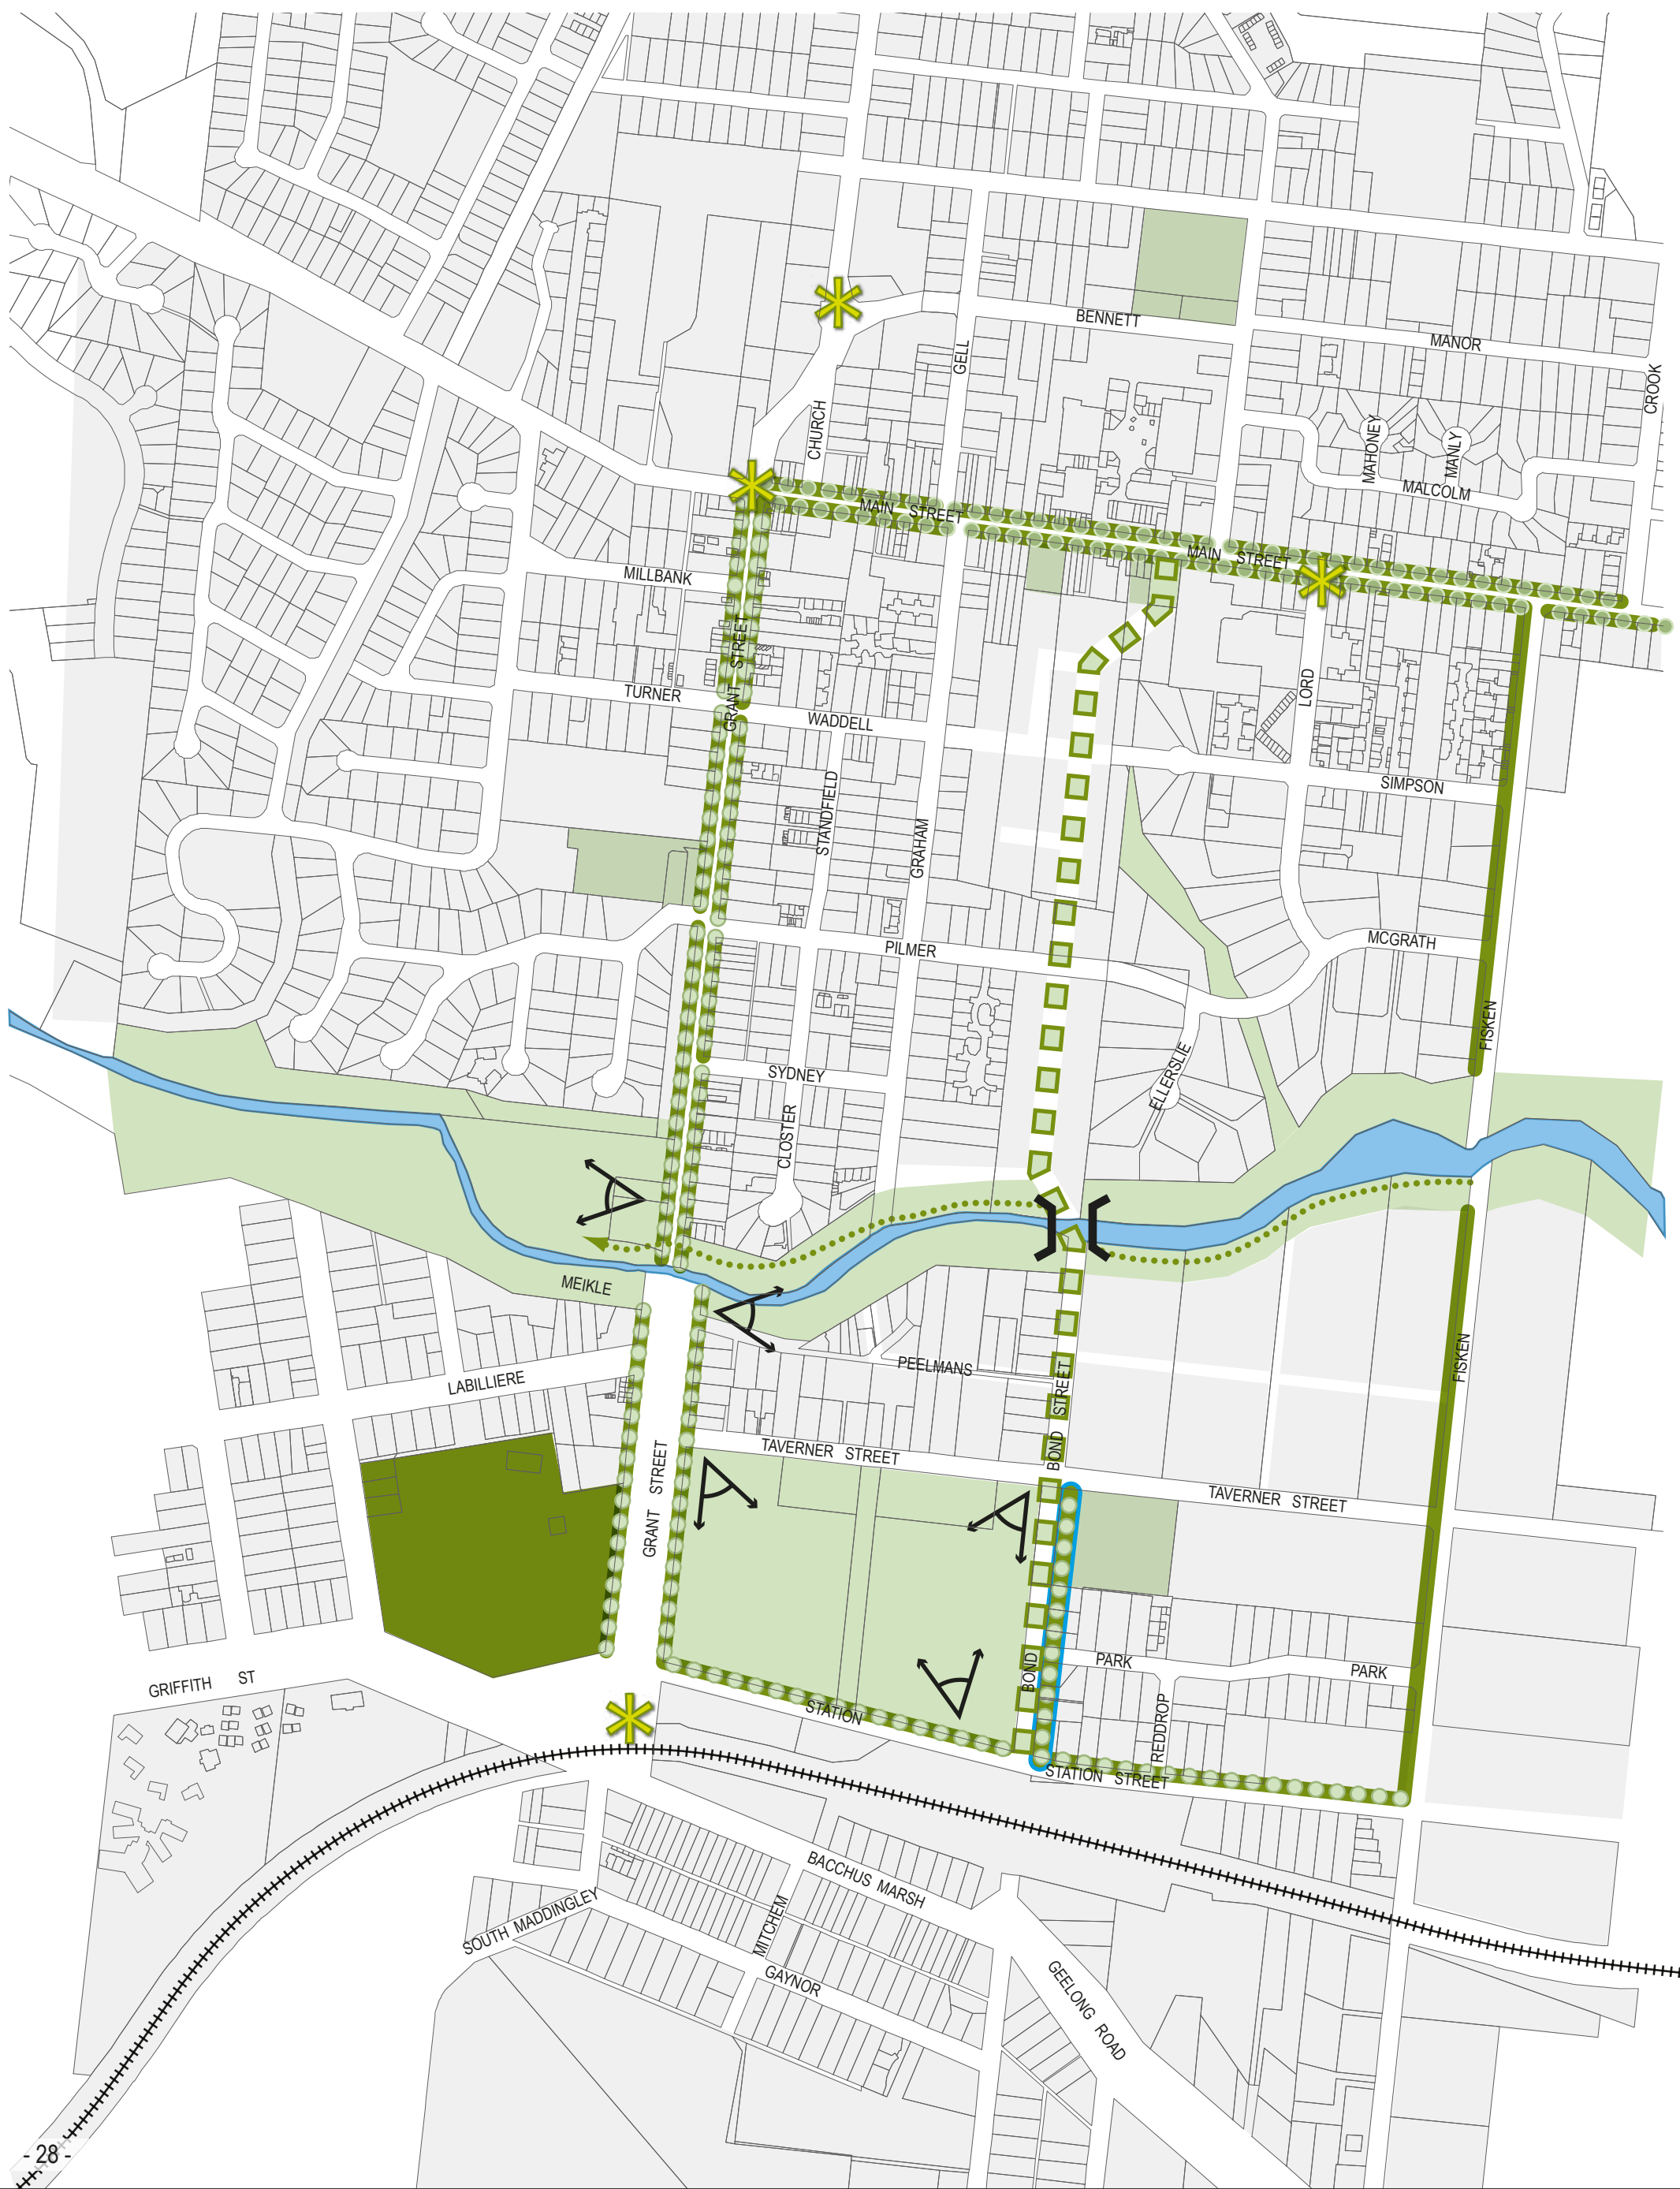 BENNETT
MANOR
GELL
CROOK
CHURCH
MAHONEY
MANLY
MALCOLM
MAIN STREET
MAIN STREET
MILLBANK
GRANT STREET
TURNER
WADDELL
LORD
SIMPSON
STANDFIELD
GRAHAM
PILMER
MCGRATH
FISKEN
SYDNEY
ELLERSLIE
CLOSTER
MEIKLE
PEELMANS
LABILLIERE
FISKEN
BOND STREET
TAVERNER STREET
TAVERNER STREET
GRANT STREET
GRIFFITH ST
BOND
PARK
PARK
STATION
REDDROP
STATION STREET
BACCHUS MARSH
SOUTH MADDINGLEY
MITCHEM
GAYNOR
GEELONG ROAD
- 28 -